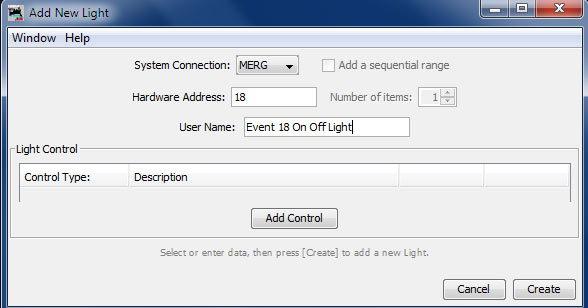 Add New Light
Window Help
System Connection: MERG Add a sequential range
Hardware Address: 18 Number of items: 1
User Name: Event 18 On Off Light
Light Control
Control Type: Description
Add Control
Select or enter data, then press [Create] to add a new Light.
Cancel Create